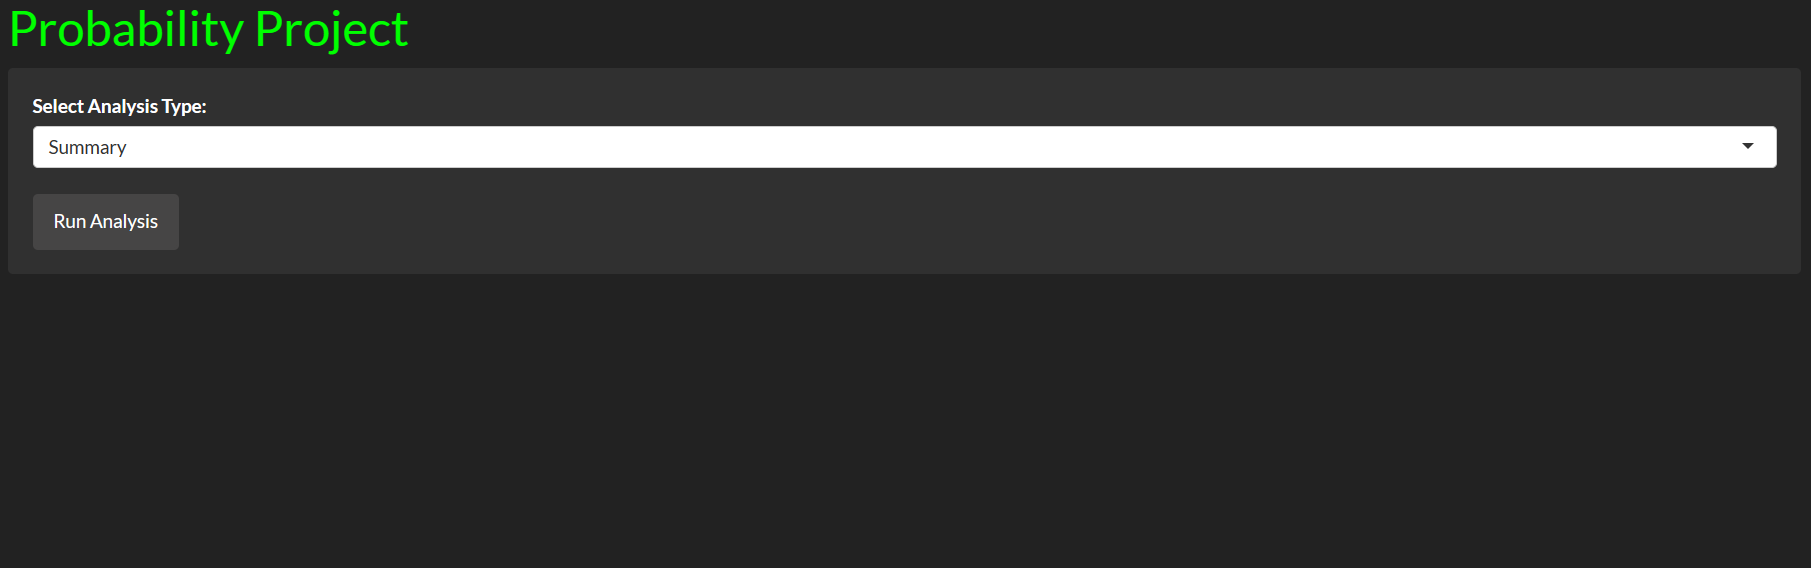 Probability Project
Select Analysis Type:
Summary
Run Analysis